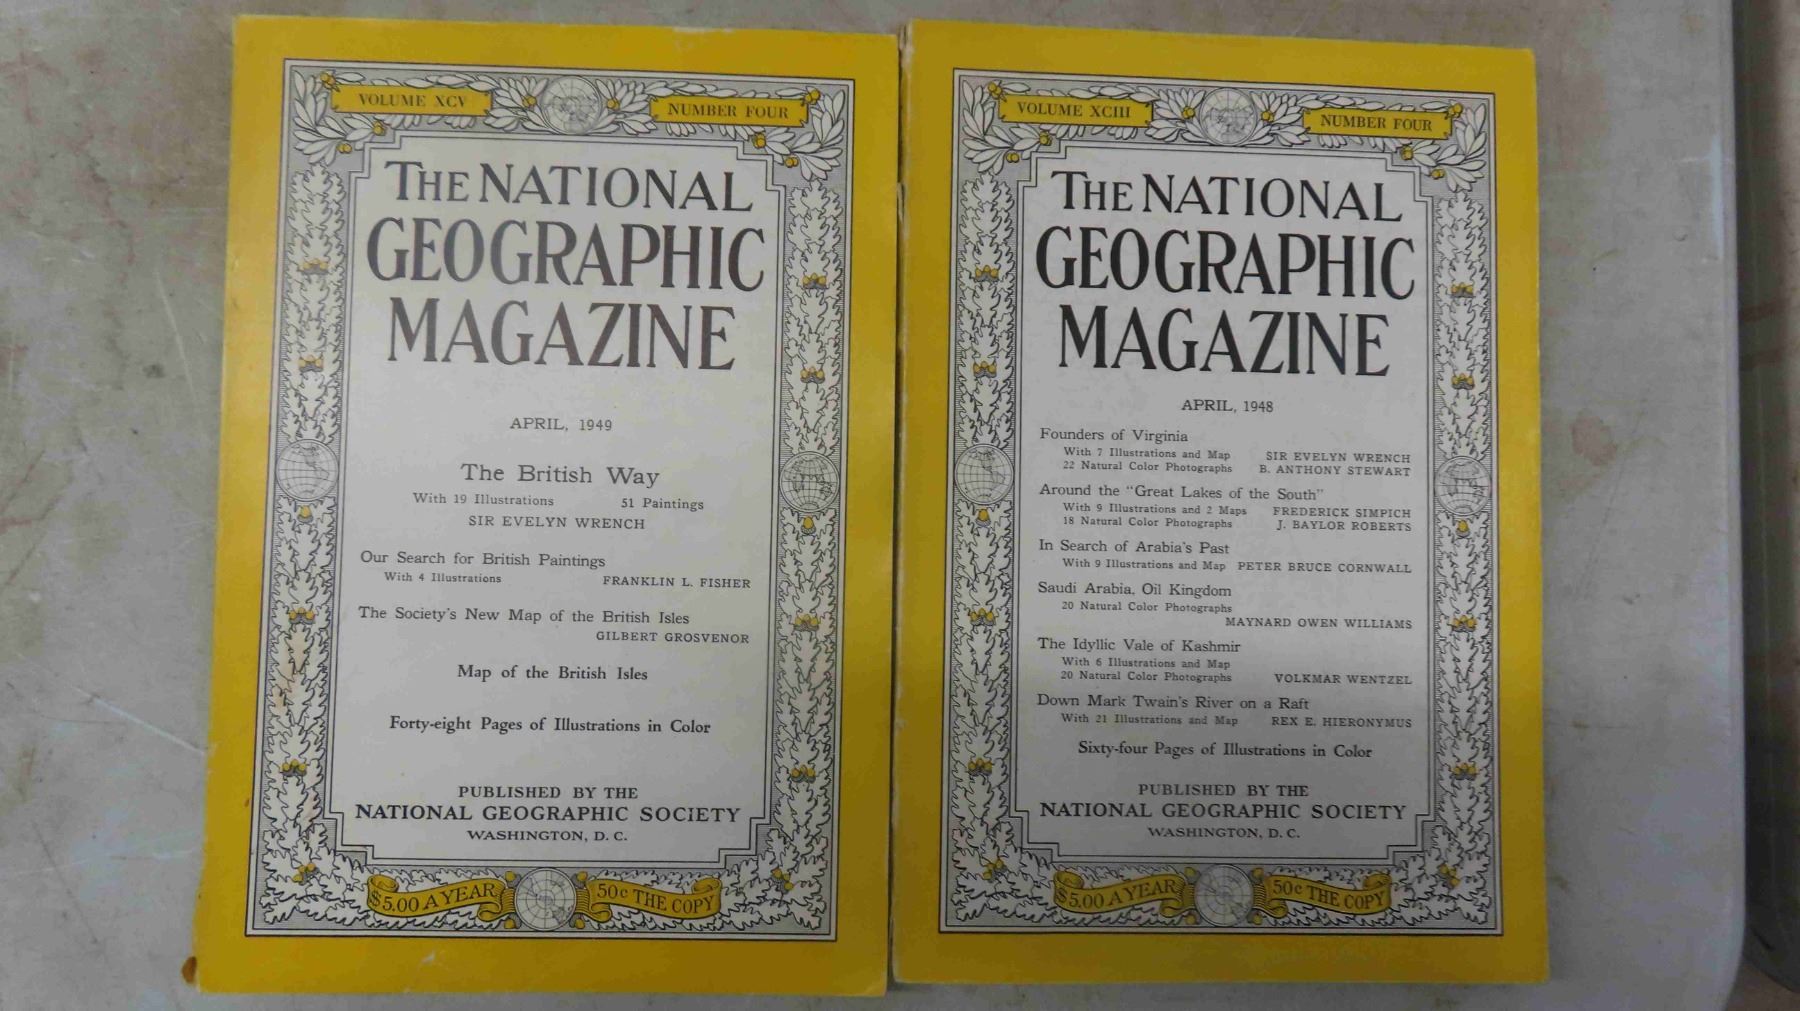 VOLUME XCV
NUMBER FOUR
THE NATIONAL
GEOGRAPHIC
MAGAZINE
APRIL, 1949
The British Way
With 19 Illustrations 51 Paintings
SIR EVELYN WRENCH
Our Search for British Paintings
With 4 Illustrations FRANKLIN L. FISHER
The Society's New Map of the British Isles
GILBERT GROSVENOR
Map of the British Isles
Forty-eight Pages of Illustrations in Color
PUBLISHED BY THE
NATIONAL GEOGRAPHIC SOCIETY
WASHINGTON, D. C.
$5.00 A YEAR
50c THE COPY
VOLUME XCIII
NUMBER FOUR
THE NATIONAL
GEOGRAPHIC
MAGAZINE
APRIL, 1948
Founders of Virginia
With 7 Illustrations and Map SIR EVELYN WRENCH
22 Natural Color Photographs B. ANTHONY STEWART
Around the "Great Lakes of the South"
With 9 Illustrations and 2 Maps FREDERICK SIMPICH
18 Natural Color Photographs J. BAYLOR ROBERTS
In Search of Arabia's Past
With 9 Illustrations and Map PETER BRUCE CORNWALL
Saudi Arabia, Oil Kingdom
20 Natural Color Photographs
MAYNARD OWEN WILLIAMS
The Idyllic Vale of Kashmir
With 6 Illustrations and Map
20 Natural Color Photographs VOLKMAR WENTZEL
Down Mark Twain's River on a Raft
With 21 Illustrations and Map REX E. HIERONYMUS
Sixty-four Pages of Illustrations in Color
PUBLISHED BY THE
NATIONAL GEOGRAPHIC SOCIETY
WASHINGTON, D. C.
$5.00 A YEAR
50c THE COPY